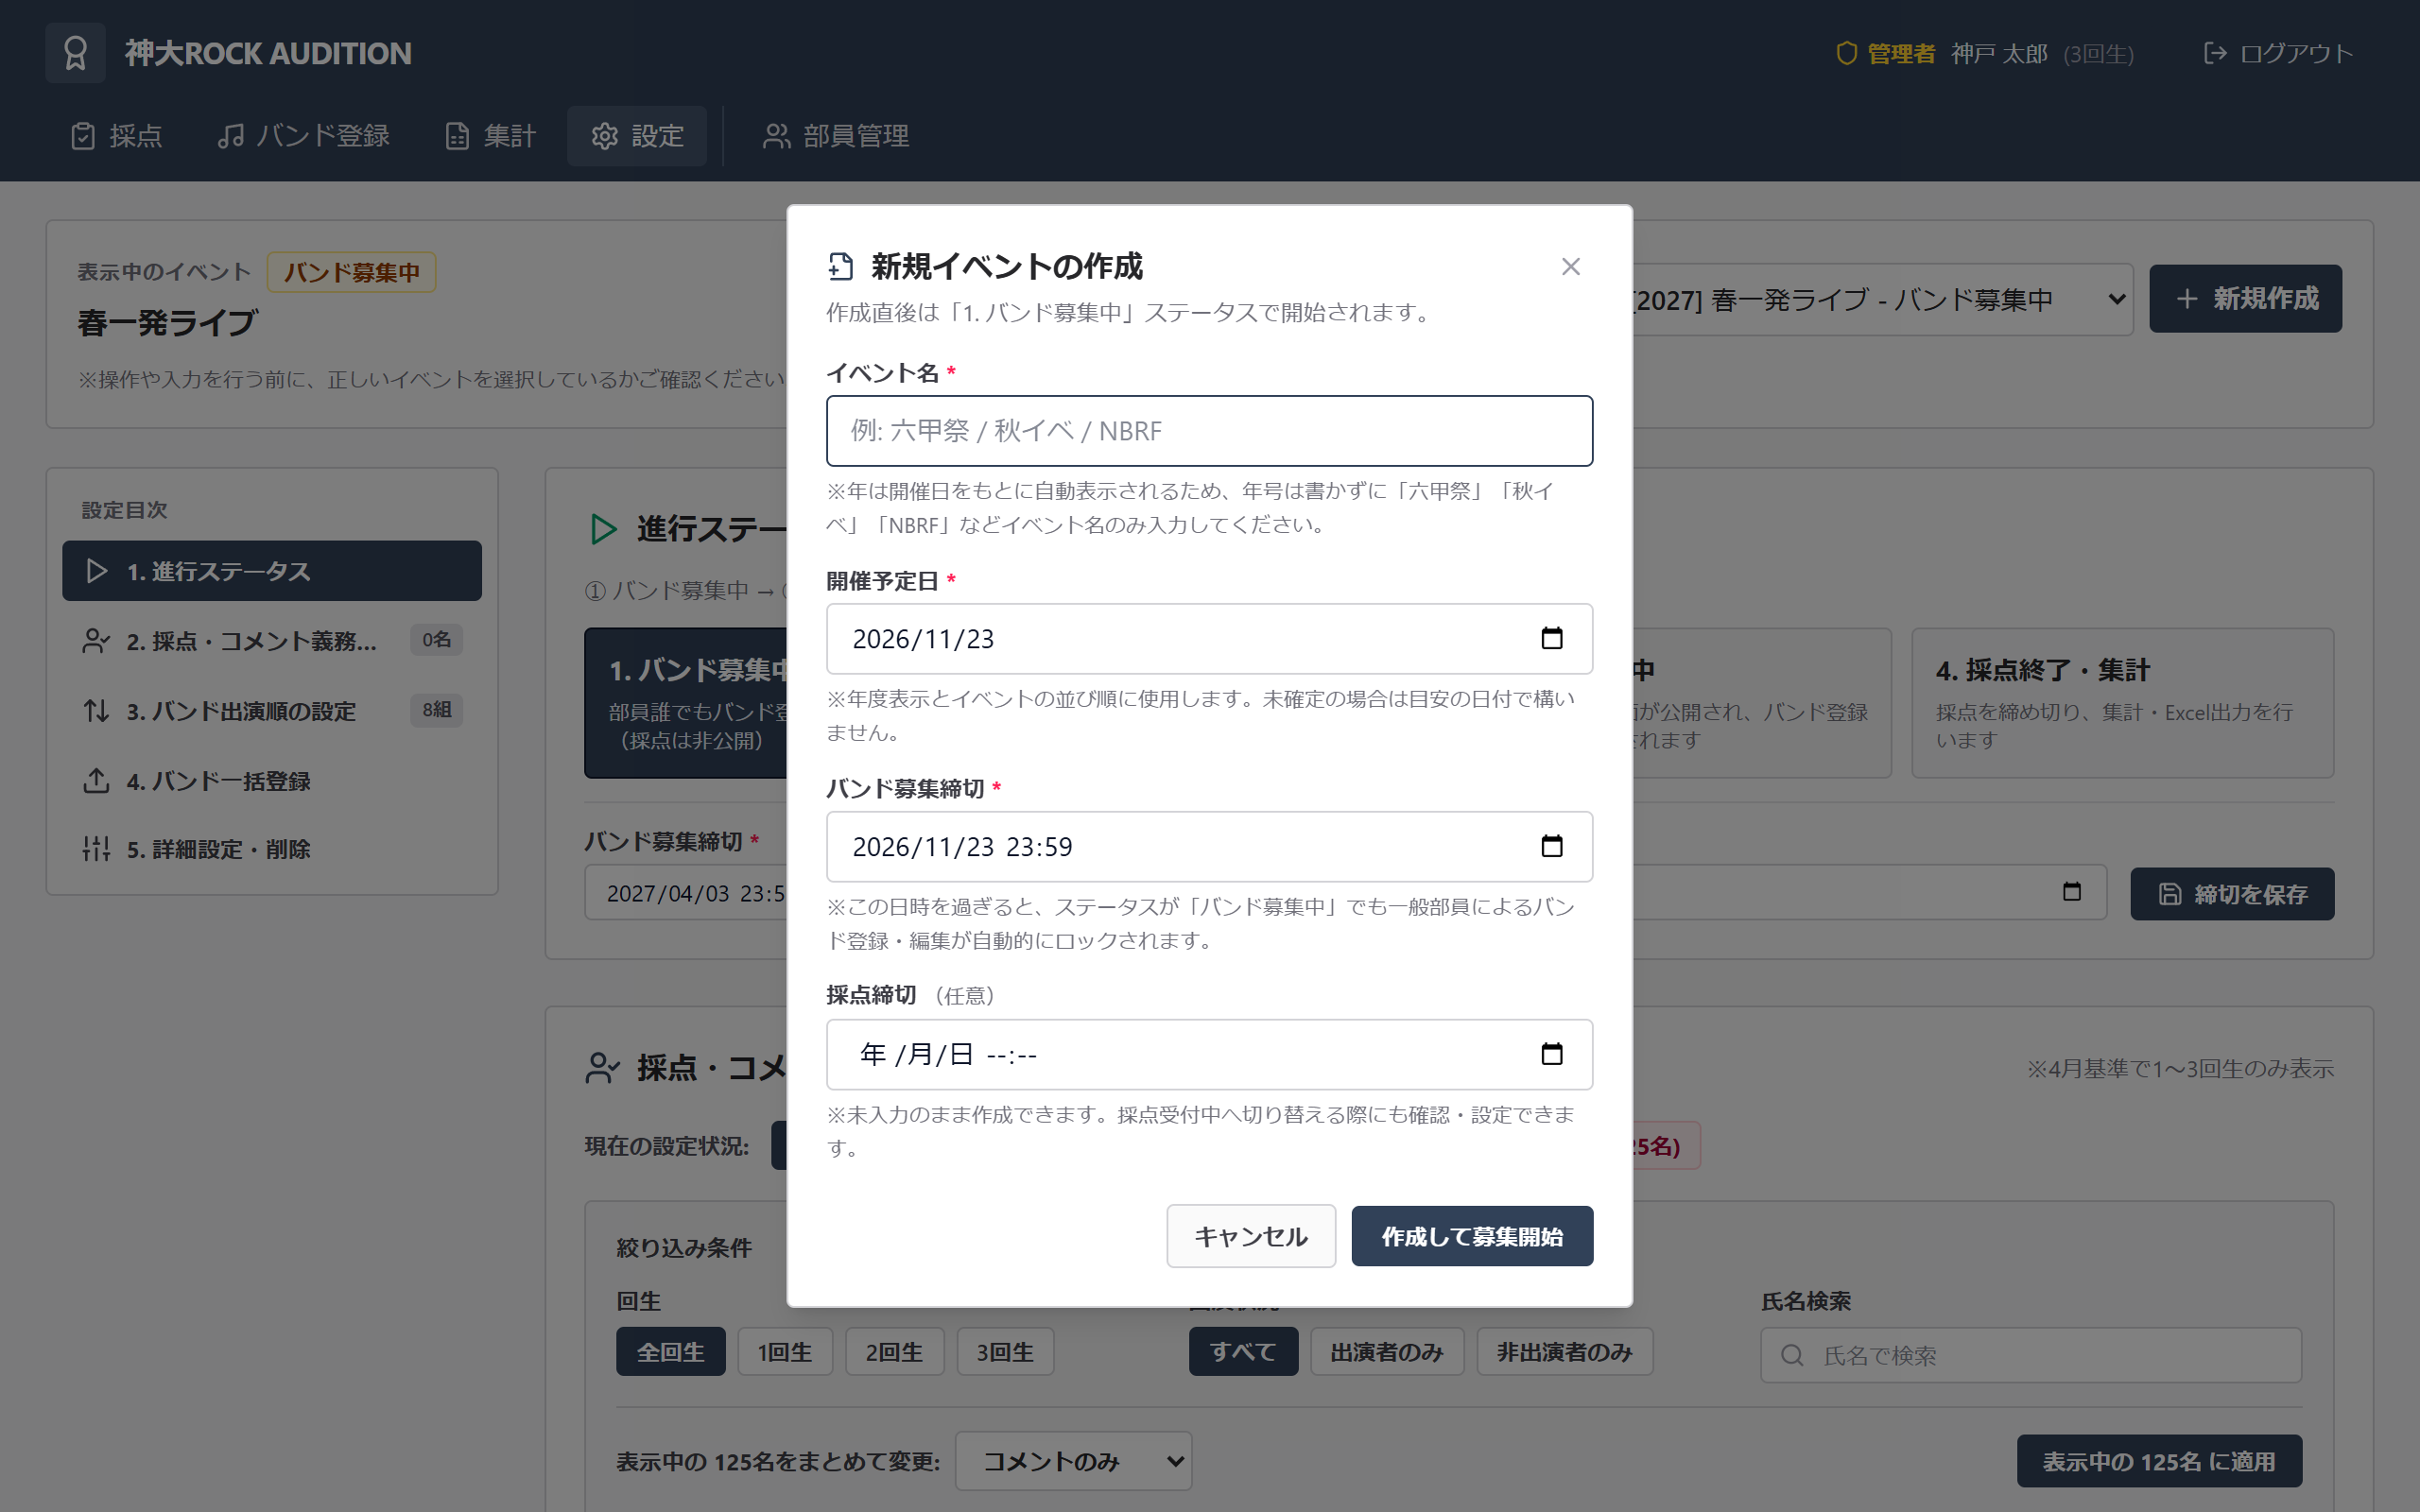 神大ROCK AUDITION
管理者 神戸 太郎 (3回生)
ログアウト
採点
バンド登録
集計
設定
部員管理
表示中のイベント バンド募集中
春一発ライブ
※操作や入力を行う前に、正しいイベントを選択しているかご確認ください
[2027] 春一発ライブ - バンド募集中
新規作成
設定目次
1. 進行ステータス
2. 採点・コメント義務... 0名
3. バンド出演順の設定 8組
4. バンド一括登録
5. 詳細設定・削除
進行ステー
① バンド募集中 →
1. バンド募集中
部員誰でもバンド登
（採点は非公開）
中
が公開され、バンド登録
されます
4. 採点終了・集計
採点を締め切り、集計・Excel出力を行
います
バンド募集締切 *
2027/04/03 23:5
締切を保存
採点・コメ
※4月基準で1〜3回生のみ表示
現在の設定状況:
25名)
絞り込み条件
回生
全回生
1回生
2回生
3回生
すべて
出演者のみ
非出演者のみ
氏名検索
氏名で検索
表示中の 125名をまとめて変更:
コメントのみ
表示中の 125名 に適用
新規イベントの作成
作成直後は「1. バンド募集中」ステータスで開始されます。
イベント名 *
例: 六甲祭 / 秋イベ / NBRF
※年は開催日をもとに自動表示されるため、年号は書かずに「六甲祭」「秋イ
ベ」「NBRF」などイベント名のみ入力してください。
開催予定日 *
2026/11/23
※年度表示とイベントの並び順に使用します。未確定の場合は目安の日付で構い
ません。
バンド募集締切 *
2026/11/23 23:59
※この日時を過ぎると、ステータスが「バンド募集中」でも一般部員によるバン
ド登録・編集が自動的にロックされます。
採点締切 （任意）
年 /月/日 --:--
※未入力のまま作成できます。採点受付中へ切り替える際にも確認・設定できま
す。
キャンセル
作成して募集開始